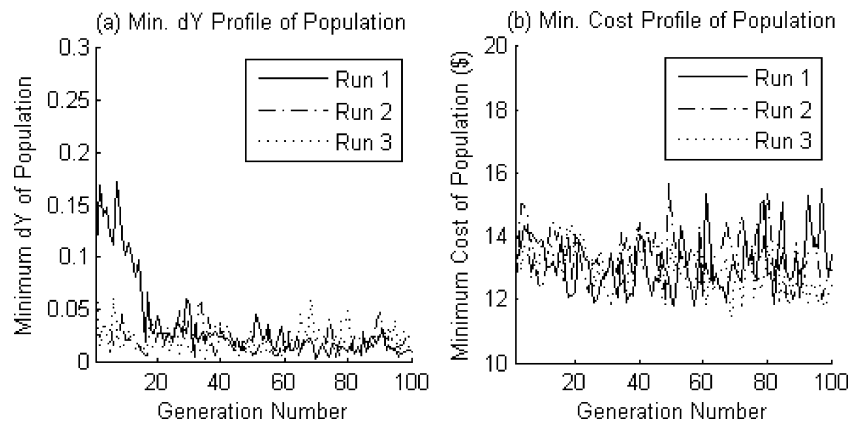 (a) Min. dY Profile of Population
0.3
0.25
0.2
0.15
0.1
0.05
0
Minimum dY of Population
Run 1
Run 2
Run 3
20
40
60
80
100
Generation Number
(b) Min. Cost Profile of Population
20
18
16
14
12
10
Minimum Cost of Population ($)
Run 1
Run 2
Run 3
20
40
60
80
100
Generation Number